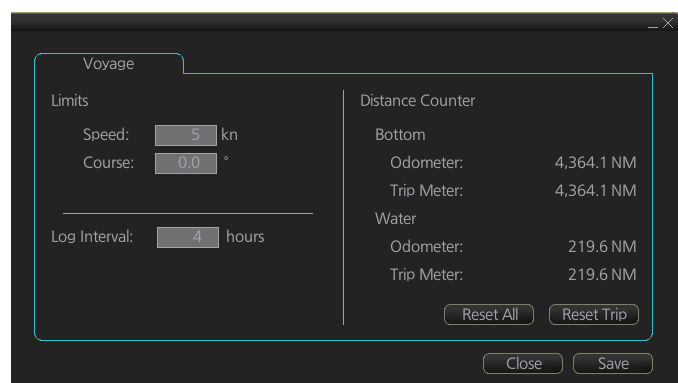 Voyage
Limits
Speed: 5 kn
Course: 0.0 °
Log Interval: 4 hours
Distance Counter
Bottom
Odometer: 4,364.1 NM
Trip Meter: 4,364.1 NM
Water
Odometer: 219.6 NM
Trip Meter: 219.6 NM
Reset All Reset Trip
Close Save